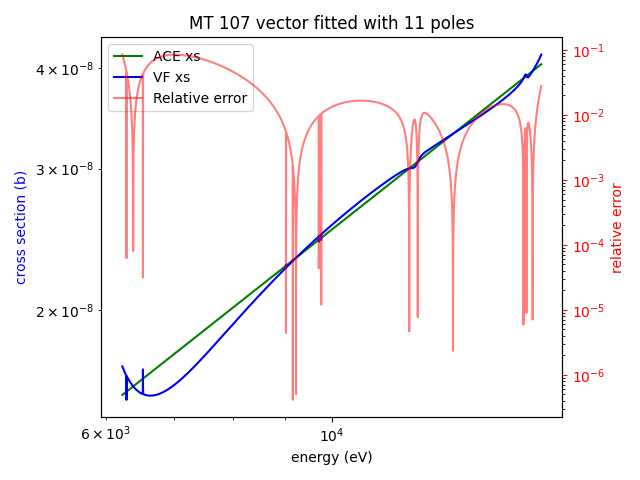 MT 107 vector fitted with 11 poles
ACE xs
VF xs
Relative error
4 × 10⁻⁸
3 × 10⁻⁸
2 × 10⁻⁸
cross section (b)
10⁻¹
10⁻²
10⁻³
10⁻⁴
10⁻⁵
10⁻⁶
relative error
6 × 10³
10⁴
energy (eV)